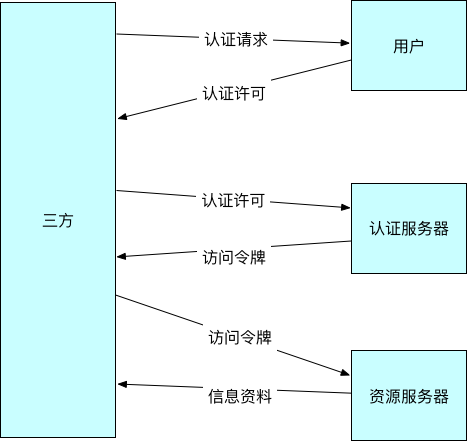 认证请求
用户
认证许可
认证许可
三方
认证服务器
访问令牌
访问令牌
信息资料
资源服务器